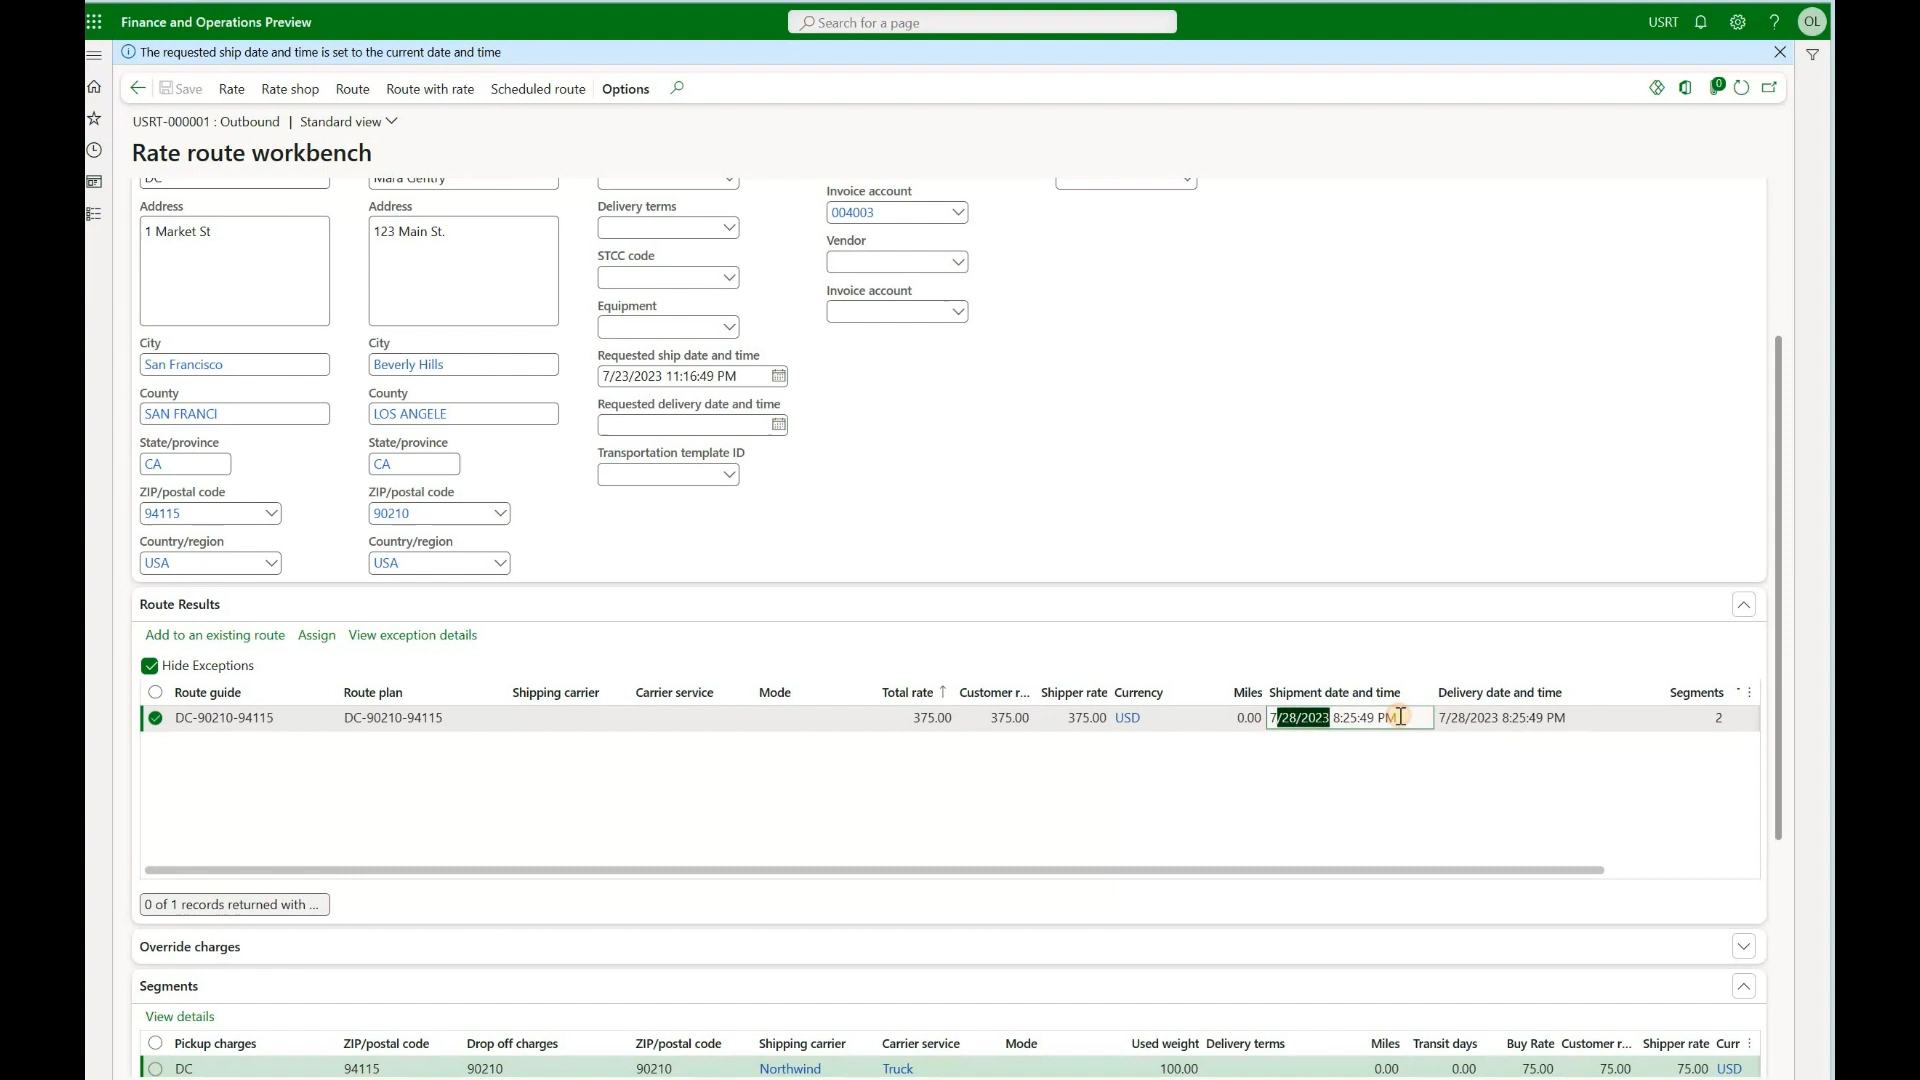 Finance and Operations Preview
Search for a page
USRT
OL
The requested ship date and time is set to the current date and time
Save Rate Rate shop Route Route with rate Scheduled route Options
0
USRT-000001 : Outbound | Standard view
Rate route workbench
DC
Mara Gentry
Address
1 Market St
City
San Francisco
County
SAN FRANCI
State/province
CA
ZIP/postal code
94115
Country/region
USA
Address
123 Main St.
City
Beverly Hills
County
LOS ANGELE
State/province
CA
ZIP/postal code
90210
Country/region
USA
Delivery terms
STCC code
Equipment
Requested ship date and time
7/23/2023 11:16:49 PM
Requested delivery date and time
Transportation template ID
Invoice account
004003
Vendor
Invoice account
Route Results
Add to an existing route Assign View exception details
Hide Exceptions
Route guide Route plan Shipping carrier Carrier service Mode Total rate Customer r... Shipper rate Currency Miles Shipment date and time Delivery date and time Segments
DC-90210-94115 DC-90210-94115 375.00 375.00 375.00 USD 0.00 7/28/2023 8:25:49 PM 7/28/2023 8:25:49 PM 2
0 of 1 records returned with ...
Override charges
Segments
View details
Pickup charges ZIP/postal code Drop off charges ZIP/postal code Shipping carrier Carrier service Mode Used weight Delivery terms Miles Transit days Buy Rate Customer r... Shipper rate Curr
DC 94115 90210 90210 Northwind Truck 100.00 0.00 0.00 75.00 75.00 75.00 USD